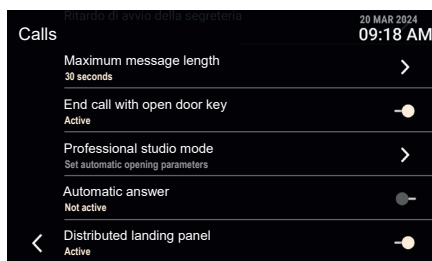 Ritardo di avvio della segreteria
20 MAR 2024
Calls
09:18 AM
Maximum message length
30 seconds
End call with open door key
Active
Professional studio mode
Set automatic opening parameters
Automatic answer
Not active
Distributed landing panel
Active